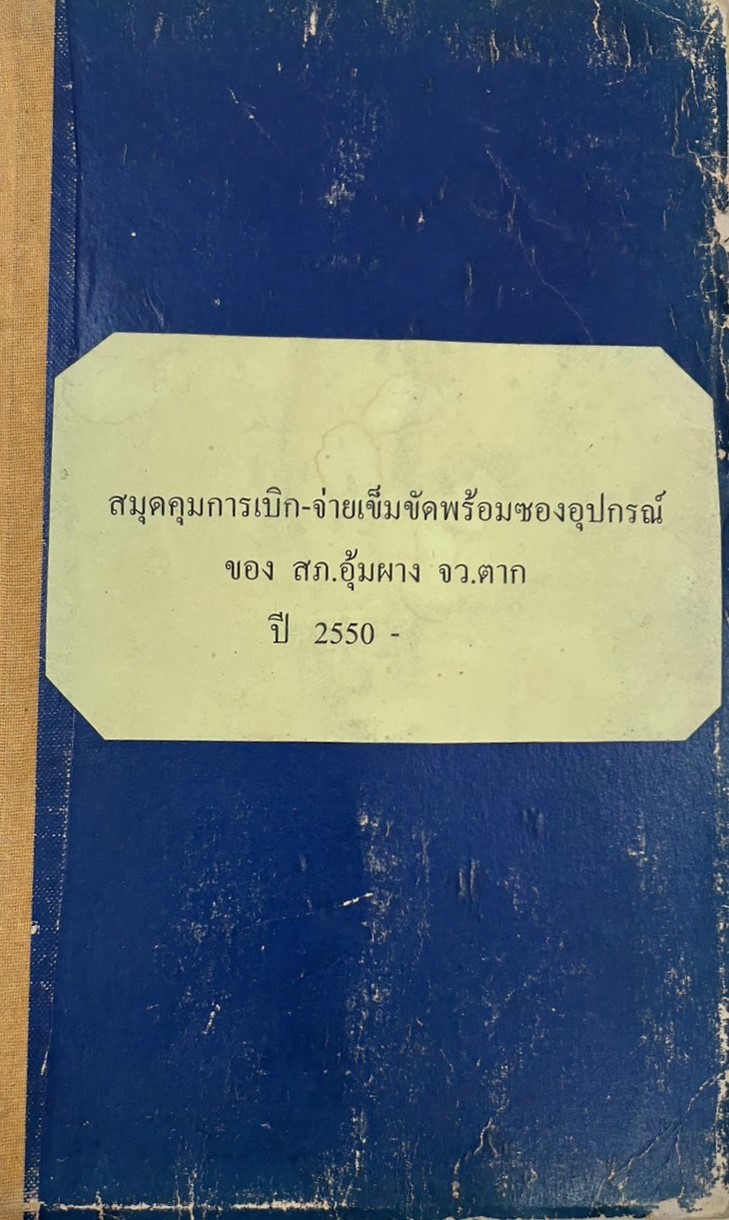 สมุดคุมการเบิก-จ่ายเข็มขัดพร้อมซองอุปกรณ์
ของ สภ.อุ้มผาง จว.ตาก
ปี 2550 -